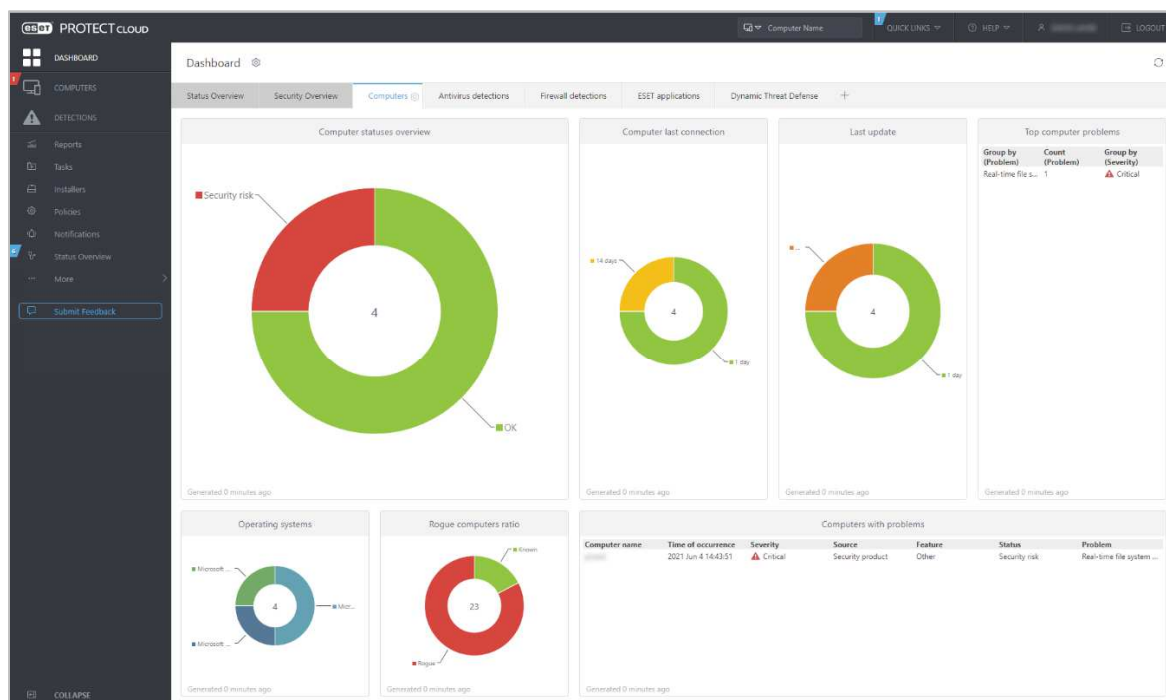 eset PROTECT CLOUD
Computer Name
1
QUICK LINKS
HELP
LOGOUT
DASHBOARD
1
COMPUTERS
DETECTIONS
Reports
Tasks
Installers
Policies
Notifications
Status Overview
More
Submit Feedback
COLLAPSE
Dashboard
Status Overview Security Overview Computers Antivirus detections Firewall detections ESET applications Dynamic Threat Defense +
Computer statuses overview
Security risk
4
OK
Generated 0 minutes ago
Computer last connection
14 days
4
1 day
Generated 0 minutes ago
Last update
...
4
1 day
Generated 0 minutes ago
Top computer problems
Group by (Problem) Count (Problem) Group by (Severity)
Real-time file s... 1 Critical
Generated 0 minutes ago
Operating systems
Microsoft ...
4
Micr...
Microsoft ...
Generated 0 minutes ago
Rogue computers ratio
Known
23
Rogue
Generated 0 minutes ago
Computers with problems
Computer name Time of occurrence Severity Source Feature Status Problem
2021 Jun 4 14:43:51 Critical Security product Other Security risk Real-time file system ...
Generated 0 minutes ago